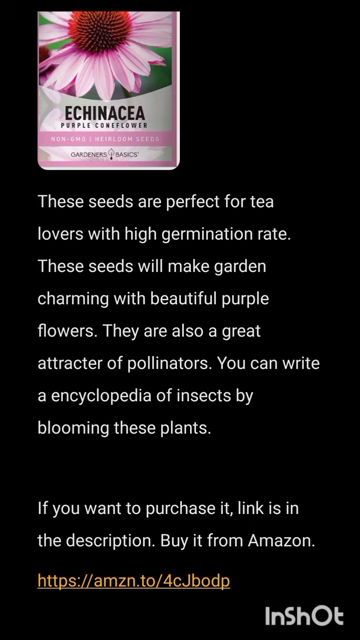 ECHINACEA
PURPLE CONEFLOWER
NON-GMO | HEIRLOOM SEEDS
GARDENERS BASICS
These seeds are perfect for tea
lovers with high germination rate.
These seeds will make garden
charming with beautiful purple
flowers. They are also a great
attracter of pollinators. You can write
a encyclopedia of insects by
blooming these plants.
If you want to purchase it, link is in
the description. Buy it from Amazon.
https://amzn.to/4cJbodp
InShOt